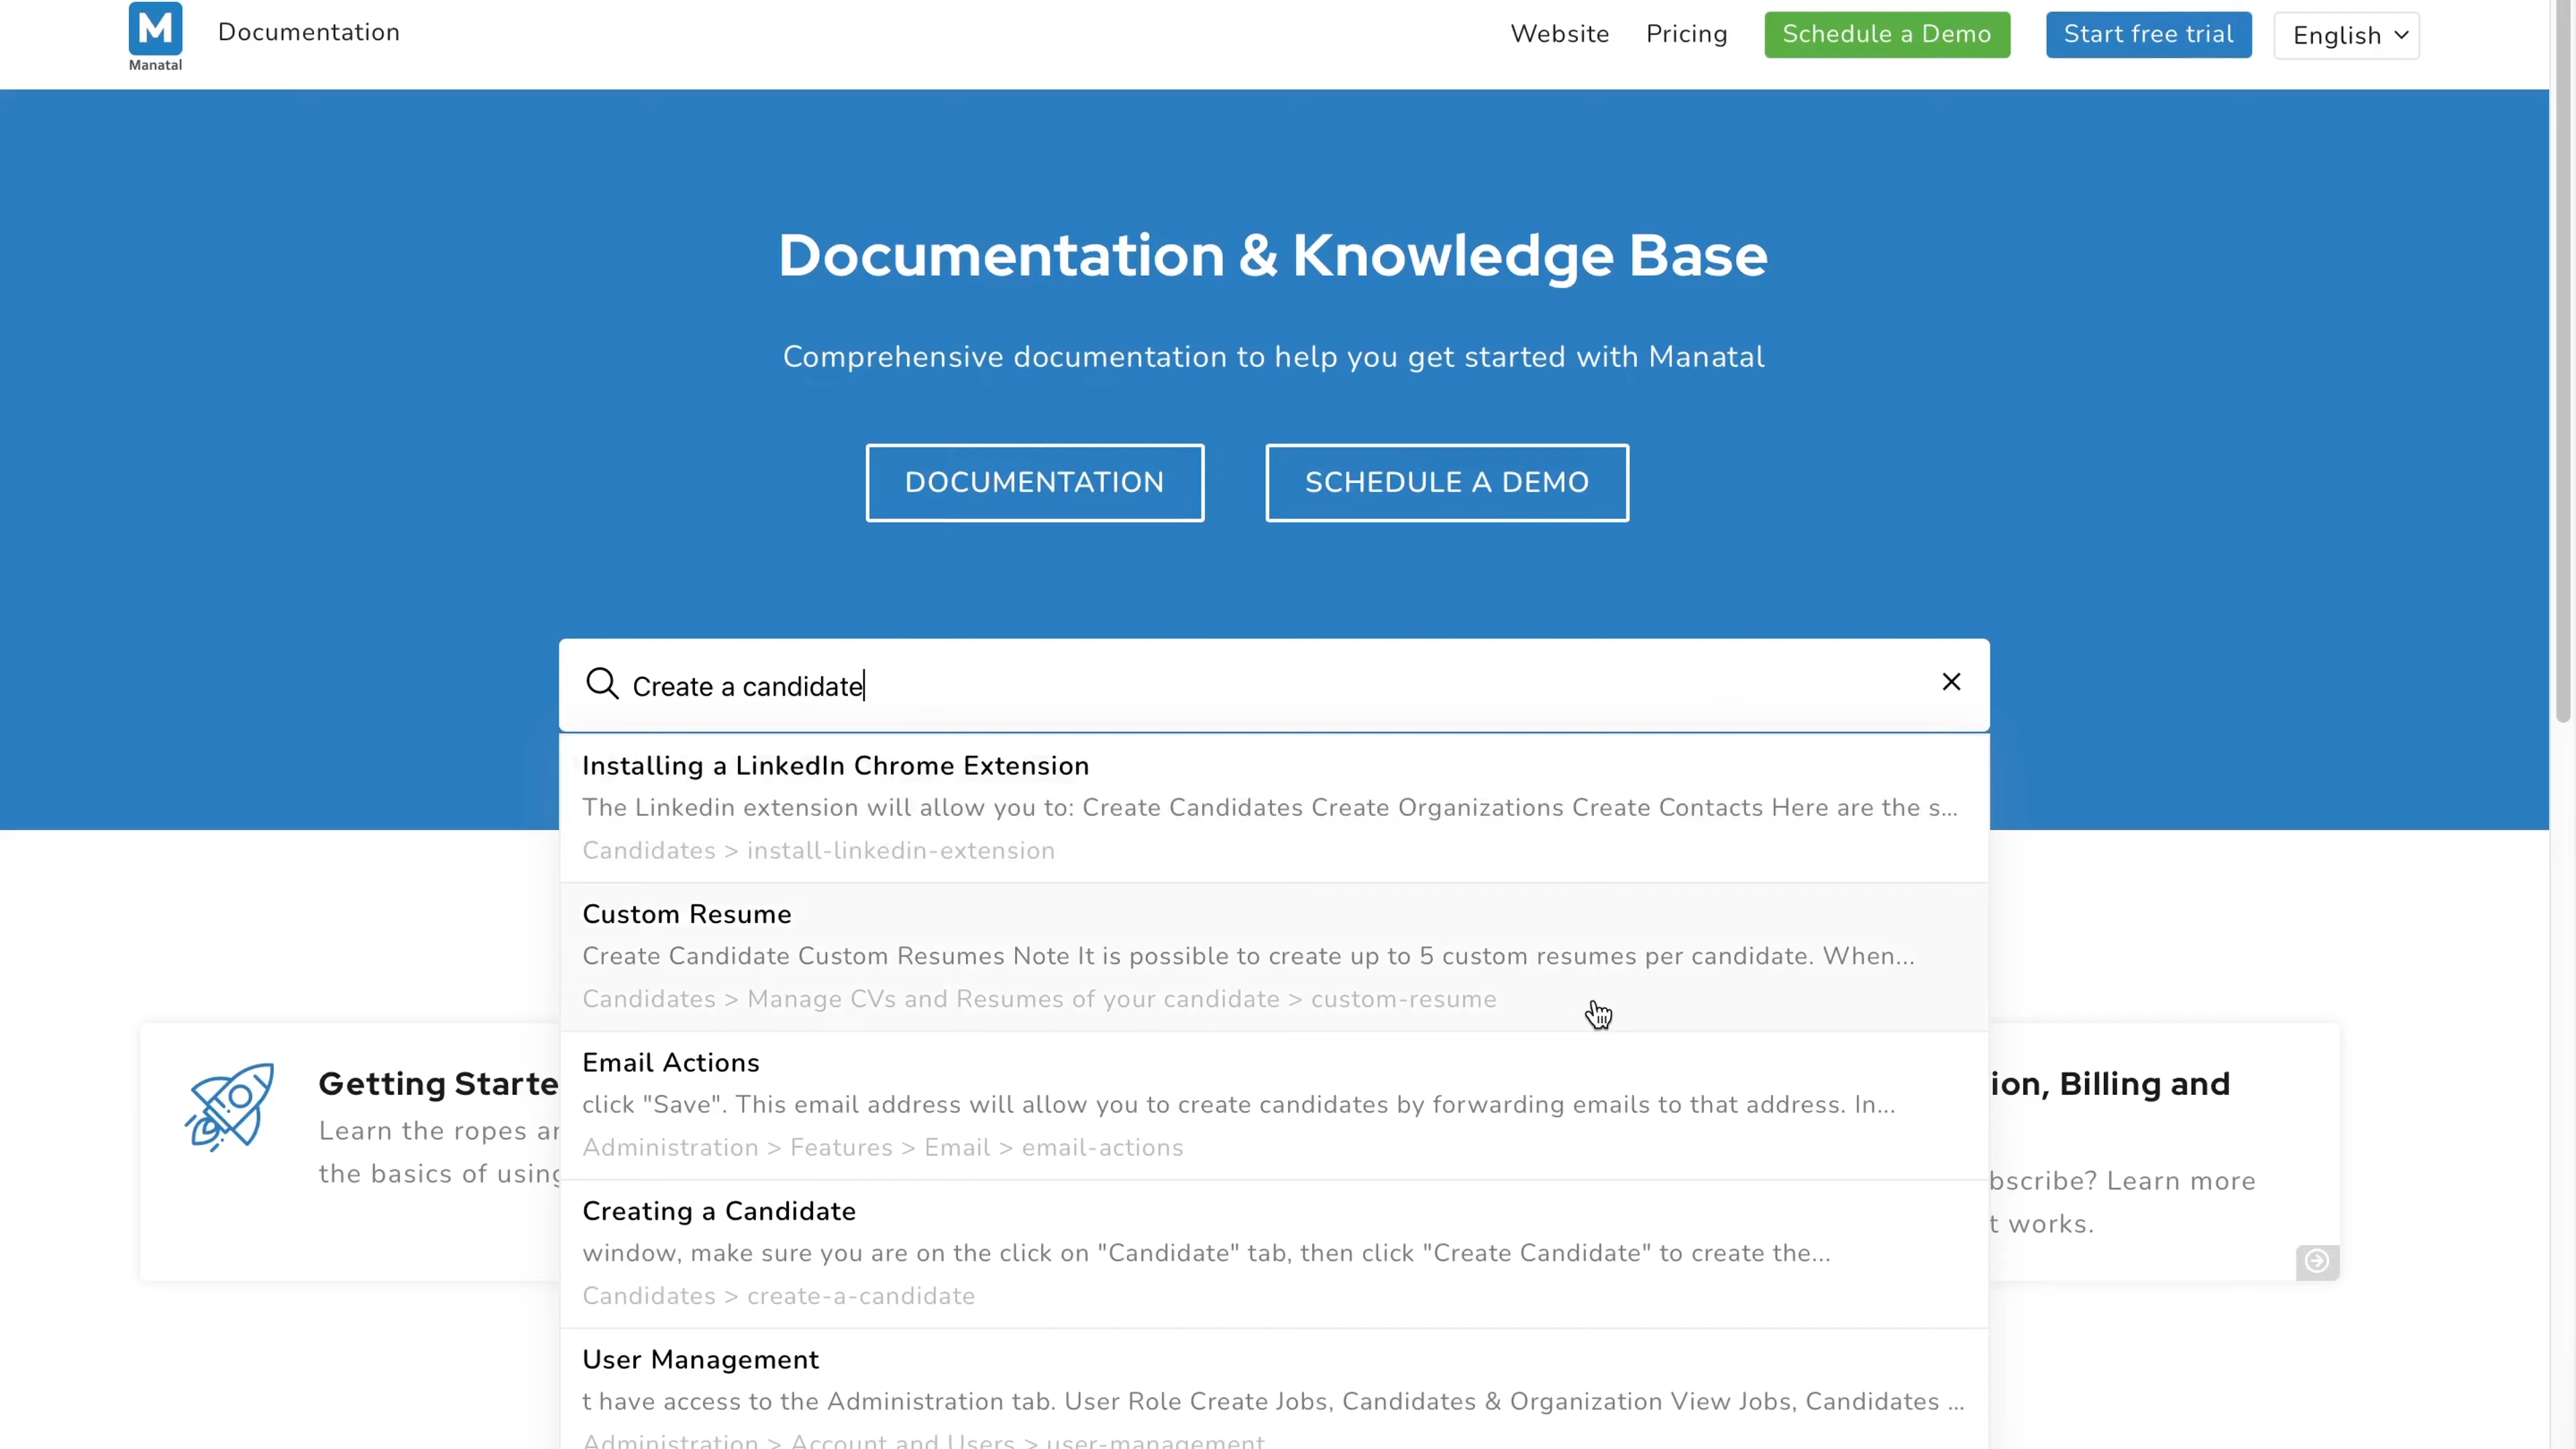 M
Manatal
Documentation
Website
Pricing
Schedule a Demo
Start free trial
English
Documentation & Knowledge Base
Comprehensive documentation to help you get started with Manatal
DOCUMENTATION
SCHEDULE A DEMO
Create a candidate
Installing a LinkedIn Chrome Extension
The Linkedin extension will allow you to: Create Candidates Create Organizations Create Contacts Here are the s...
Candidates > install-linkedin-extension
Custom Resume
Create Candidate Custom Resumes Note It is possible to create up to 5 custom resumes per candidate. When...
Candidates > Manage CVs and Resumes of your candidate > custom-resume
Email Actions
click "Save". This email address will allow you to create candidates by forwarding emails to that address. In...
Administration > Features > Email > email-actions
Creating a Candidate
window, make sure you are on the click on "Candidate" tab, then click "Create Candidate" to create the...
Candidates > create-a-candidate
User Management
t have access to the Administration tab. User Role Create Jobs, Candidates & Organization View Jobs, Candidates ...
Administration > Account and Users > user-management
Getting Starte
Learn the ropes ar
the basics of using
ion, Billing and
bscribe? Learn more
t works.